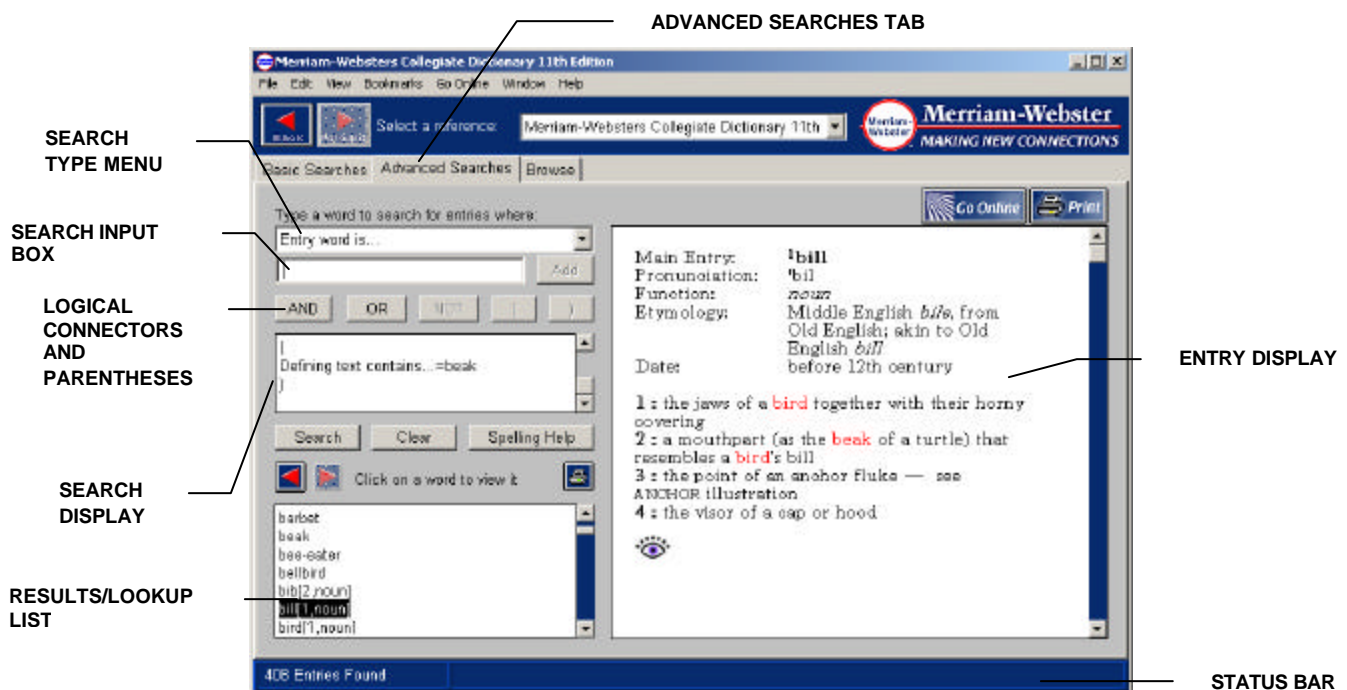 ADVANCED SEARCHES TAB
Merriam-Websters Collegiate Dictionary 11th Edition
File Edit View Bookmarks Go Online Window Help
SEARCH
TYPE MENU
BACK
Select a reference:
Merriam-Websters Collegiate Dictionary 11th
Merriam-
Webster
Merriam-Webster
MAKING NEW CONNECTIONS
Basic Searches
Advanced Searches
Browse
Go Online
Print
Type a word to search for entries where:
SEARCH INPUT
BOX
Entry word is...
Add
LOGICAL
CONNECTORS
AND
PARENTHESES
AND
OR
NOT
(
)
(
Defining text contains...=beak
)
Search
Clear
Spelling Help
Click on a word to view it
SEARCH
DISPLAY
barbet
beak
bee-eater
bellbird
bib[2,noun]
bill[1,noun]
bird[1,noun]
RESULTS/LOOKUP
LIST
Main Entry: 1bill
Pronunciation: 'bil
Function: noun
Etymology: Middle English bile, from
Old English; akin to Old
English bill
Date: before 12th century
1 : the jaws of a bird together with their horny
covering
2 : a mouthpart (as the beak of a turtle) that
resembles a bird's bill
3 : the point of an anchor fluke — see
ANCHOR illustration
4 : the visor of a cap or hood
ENTRY DISPLAY
408 Entries Found
STATUS BAR